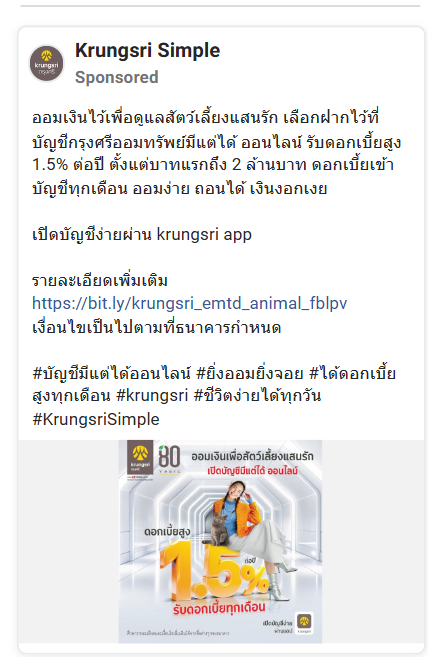 Krungsri Simple
Sponsored
ออมเงินไว้เพื่อดูแลสัตว์เลี้ยงแสนรัก เลือกฝากไว้ที่
บัญชีกรุงศรีออมทรัพย์มีแต่ได้ ออนไลน์ รับดอกเบี้ยสูง
1.5% ต่อปี ตั้งแต่บาทแรกถึง 2 ล้านบาท ดอกเบี้ยเข้า
บัญชีทุกเดือน ออมง่าย ถอนได้ เงินงอกเงย
เปิดบัญชีง่ายผ่าน krungsri app
รายละเอียดเพิ่มเติม
https://bit.ly/krungsri_emtd_animal_fblpv
เงื่อนไขเป็นไปตามที่ธนาคารกำหนด
#บัญชีมีแต่ได้ออนไลน์ #ยิ่งออมยิ่งจอย #ได้ดอกเบี้ย
สูงทุกเดือน #krungsri #ชีวิตง่ายได้ทุกวัน
#KrungsriSimple
krungsri
กรุงศรี
80
Years
ออมเงินเพื่อสัตว์เลี้ยงแสนรัก
เปิดบัญชีมีแต่ได้ ออนไลน์
ดอกเบี้ยสูง
1.5%
ต่อปี
รับดอกเบี้ยทุกเดือน
เปิดบัญชีง่าย
ผ่านแอป
krungsri